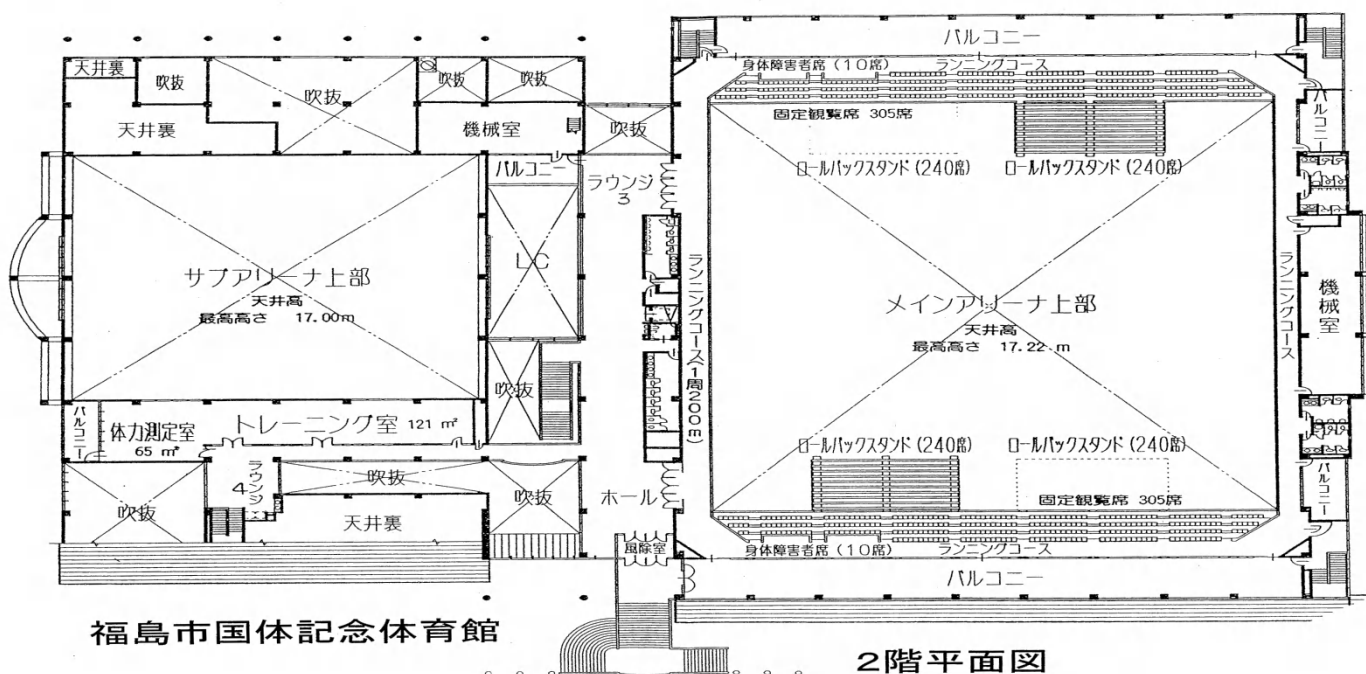 バルコニー
身体障害者席(10席)
ランニングコース
固定観覧席 305席
ロールバックスタンド(240席)
ロールバックスタンド(240席)
バルコニー
天井裏
吹抜
吹抜
吹抜
吹抜
天井裏
機械室
吹抜
バルコニー
ラウンジ
3
LC
サブアリーナ上部
天井高
最高高さ 17.00m
ランニングコース(1周200m)
メインアリーナ上部
天井高
最高高さ 17.22 m
ランニングコース
機械室
吹抜
バルコニー
体力測定室
65 ㎡
トレーニング室 121 ㎡
ロールバックスタンド(240席)
ロールバックスタンド(240席)
バルコニー
吹抜
ラウンジ
4
吹抜
天井裏
吹抜
ホール
風除室
固定観覧席 305席
身体障害者席(10席)
ランニングコース
バルコニー
福島市国体記念体育館
2階平面図